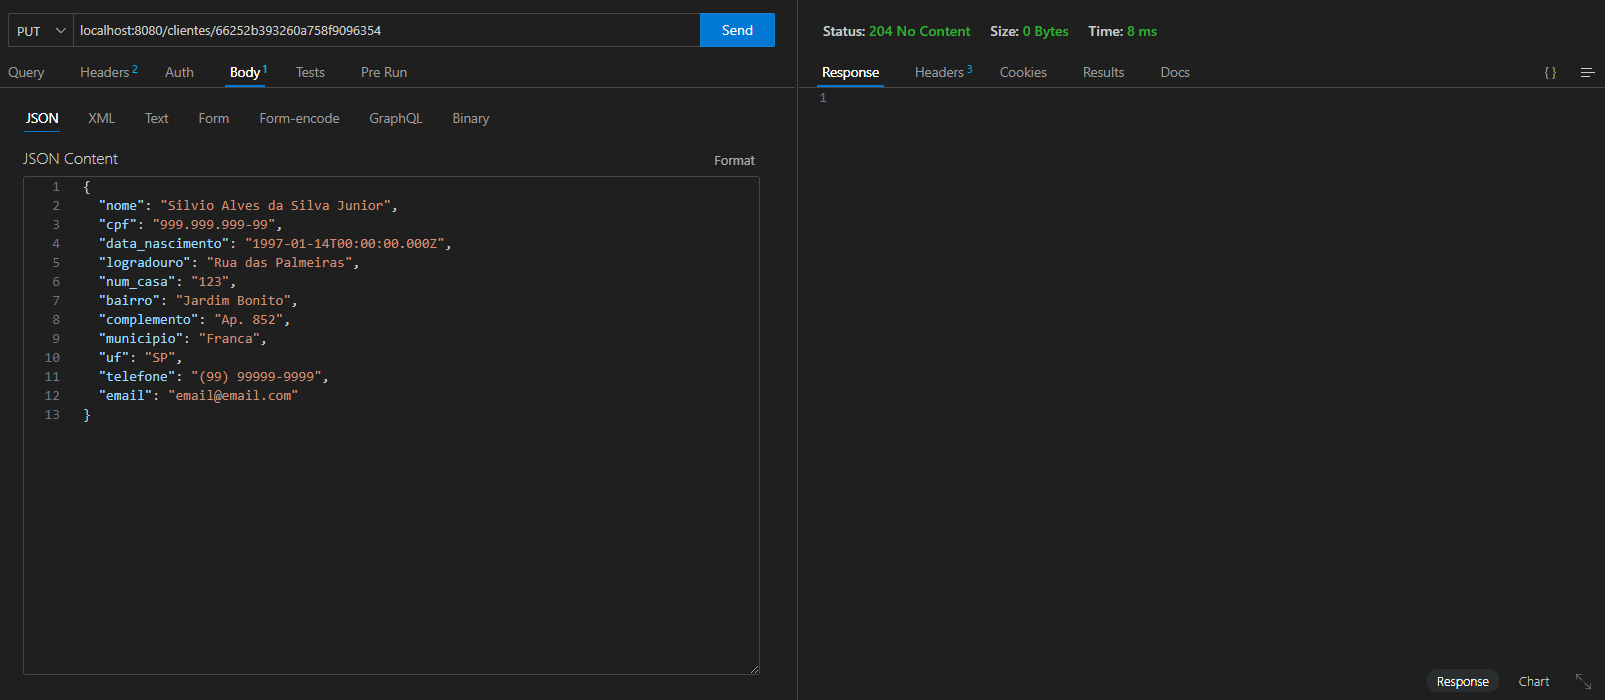 PUT localhost:8080/clientes/66252b393260a758f9096354 Send
Query Headers 2 Auth Body 1 Tests Pre Run
JSON XML Text Form Form-encode GraphQL Binary
JSON Content Format
1 {
2 "nome": "Silvio Alves da Silva Junior",
3 "cpf": "999.999.999-99",
4 "data_nascimento": "1997-01-14T00:00:00.000Z",
5 "logradouro": "Rua das Palmeiras",
6 "num_casa": "123",
7 "bairro": "Jardim Bonito",
8 "complemento": "Ap. 852",
9 "municipio": "Franca",
10 "uf": "SP",
11 "telefone": "(99) 99999-9999",
12 "email": "email@email.com"
13 }
Status: 204 No Content Size: 0 Bytes Time: 8 ms
Response Headers 3 Cookies Results Docs { }
1
Response Chart